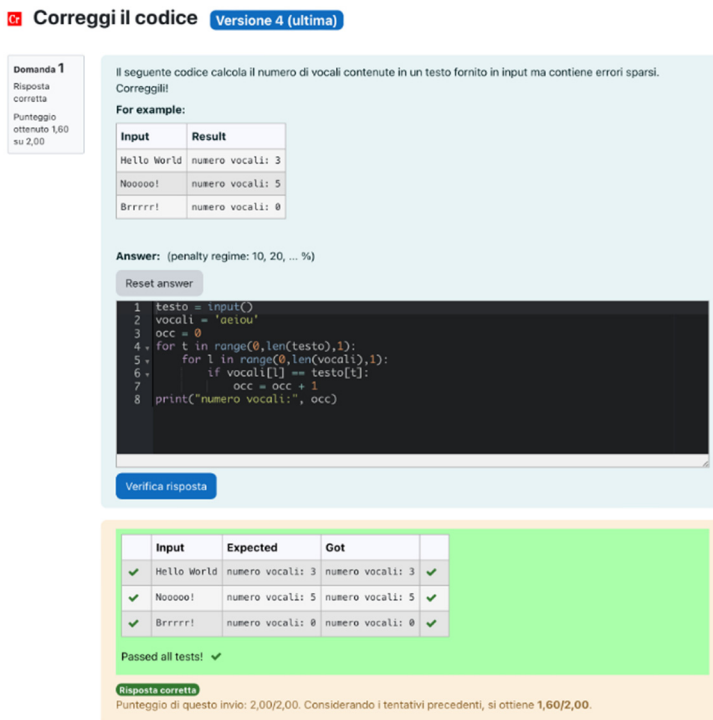 Cr Correggi il codice Versione 4 (ultima)
Domanda 1
Risposta
corretta
Punteggio
ottenuto 1,60
su 2,00
Il seguente codice calcola il numero di vocali contenute in un testo fornito in input ma contiene errori sparsi.
Correggili!
For example:
Input Result
Hello World numero vocali: 3
Nooooo! numero vocali: 5
Brrrrr! numero vocali: 0
Answer: (penalty regime: 10, 20, ... %)
Reset answer
1 testo = input()
2 vocali = 'aeiou'
3 occ = 0
4 for t in range(0,len(testo),1):
5 for l in range(0,len(vocali),1):
6 if vocali[l] == testo[t]:
7 occ = occ + 1
8 print("numero vocali:", occ)
Verifica risposta
Input Expected Got
Hello World numero vocali: 3 numero vocali: 3
Nooooo! numero vocali: 5 numero vocali: 5
Brrrrr! numero vocali: 0 numero vocali: 0
Passed all tests!
Risposta corretta
Punteggio di questo invio: 2,00/2,00. Considerando i tentativi precedenti, si ottiene 1,60/2,00.